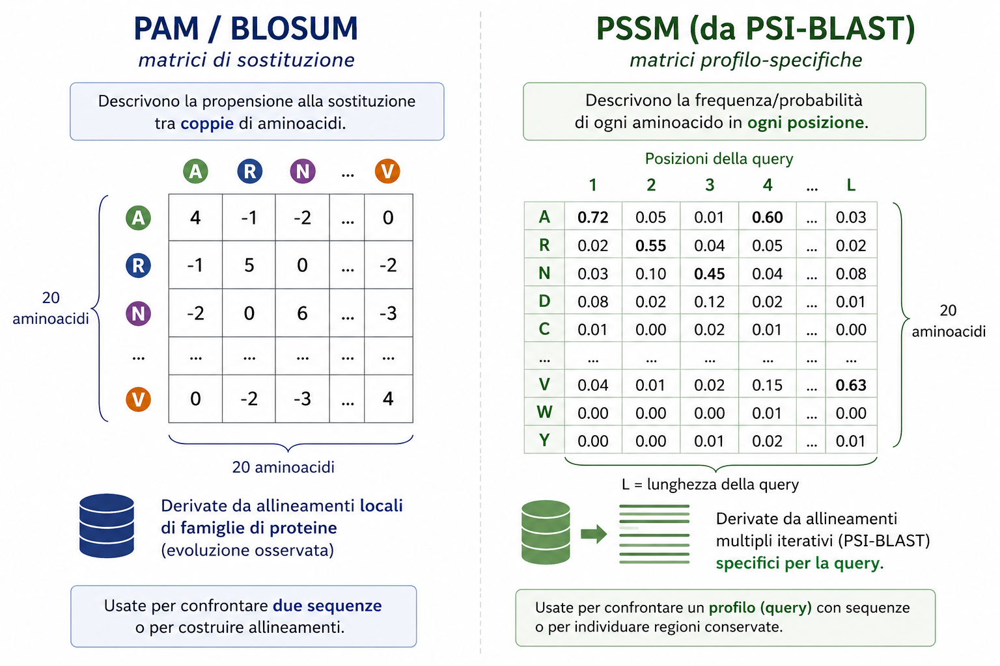 PAM / BLOSUM
matrici di sostituzione
Descrivono la propensione alla sostituzione
tra coppie di aminoacidi.
A R N ... V
A 4 -1 -2 ... 0
R -1 5 0 ... -2
N -2 0 6 ... -3
... ... ... ... ... ...
V 0 -2 -3 ... 4
20
aminoacidi
20 aminoacidi
Derivate da allineamenti locali
di famiglie di proteine
(evoluzione osservata)
Usate per confrontare due sequenze
o per costruire allineamenti.
PSSM (da PSI-BLAST)
matrici profilo-specifiche
Descrivono la frequenza/probabilità
di ogni aminoacido in ogni posizione.
Posizioni della query
1 2 3 4 ... L
A 0.72 0.05 0.01 0.60 ... 0.03
R 0.02 0.55 0.04 0.05 ... 0.02
N 0.03 0.10 0.45 0.04 ... 0.08
D 0.08 0.02 0.12 0.02 ... 0.01
C 0.01 0.00 0.02 0.01 ... 0.00
... ... ... ... ... ... ...
V 0.04 0.01 0.02 0.15 ... 0.63
W 0.00 0.00 0.00 0.01 ... 0.00
Y 0.00 0.00 0.01 0.02 ... 0.01
20
aminoacidi
L = lunghezza della query
Derivate da allineamenti
multipli iterativi (PSI-BLAST)
specifici per la query.
Usate per confrontare un profilo (query) con sequenze
o per individuare regioni conservate.